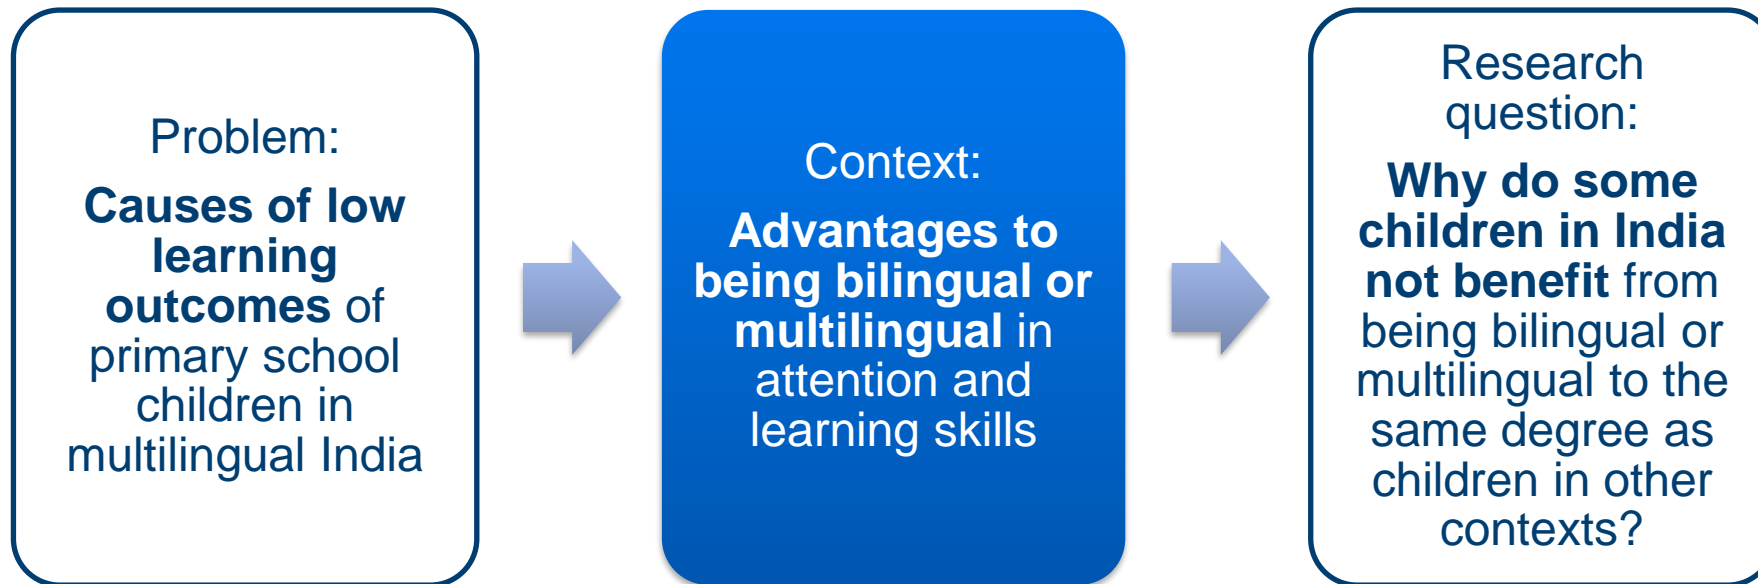 Problem:
Causes of low
learning
outcomes of
primary school
children in
multilingual India
Context:
Advantages to
being bilingual or
multilingual in
attention and
learning skills
Research
question:
Why do some
children in India
not benefit from
being bilingual or
multilingual to the
same degree as
children in other
contexts?